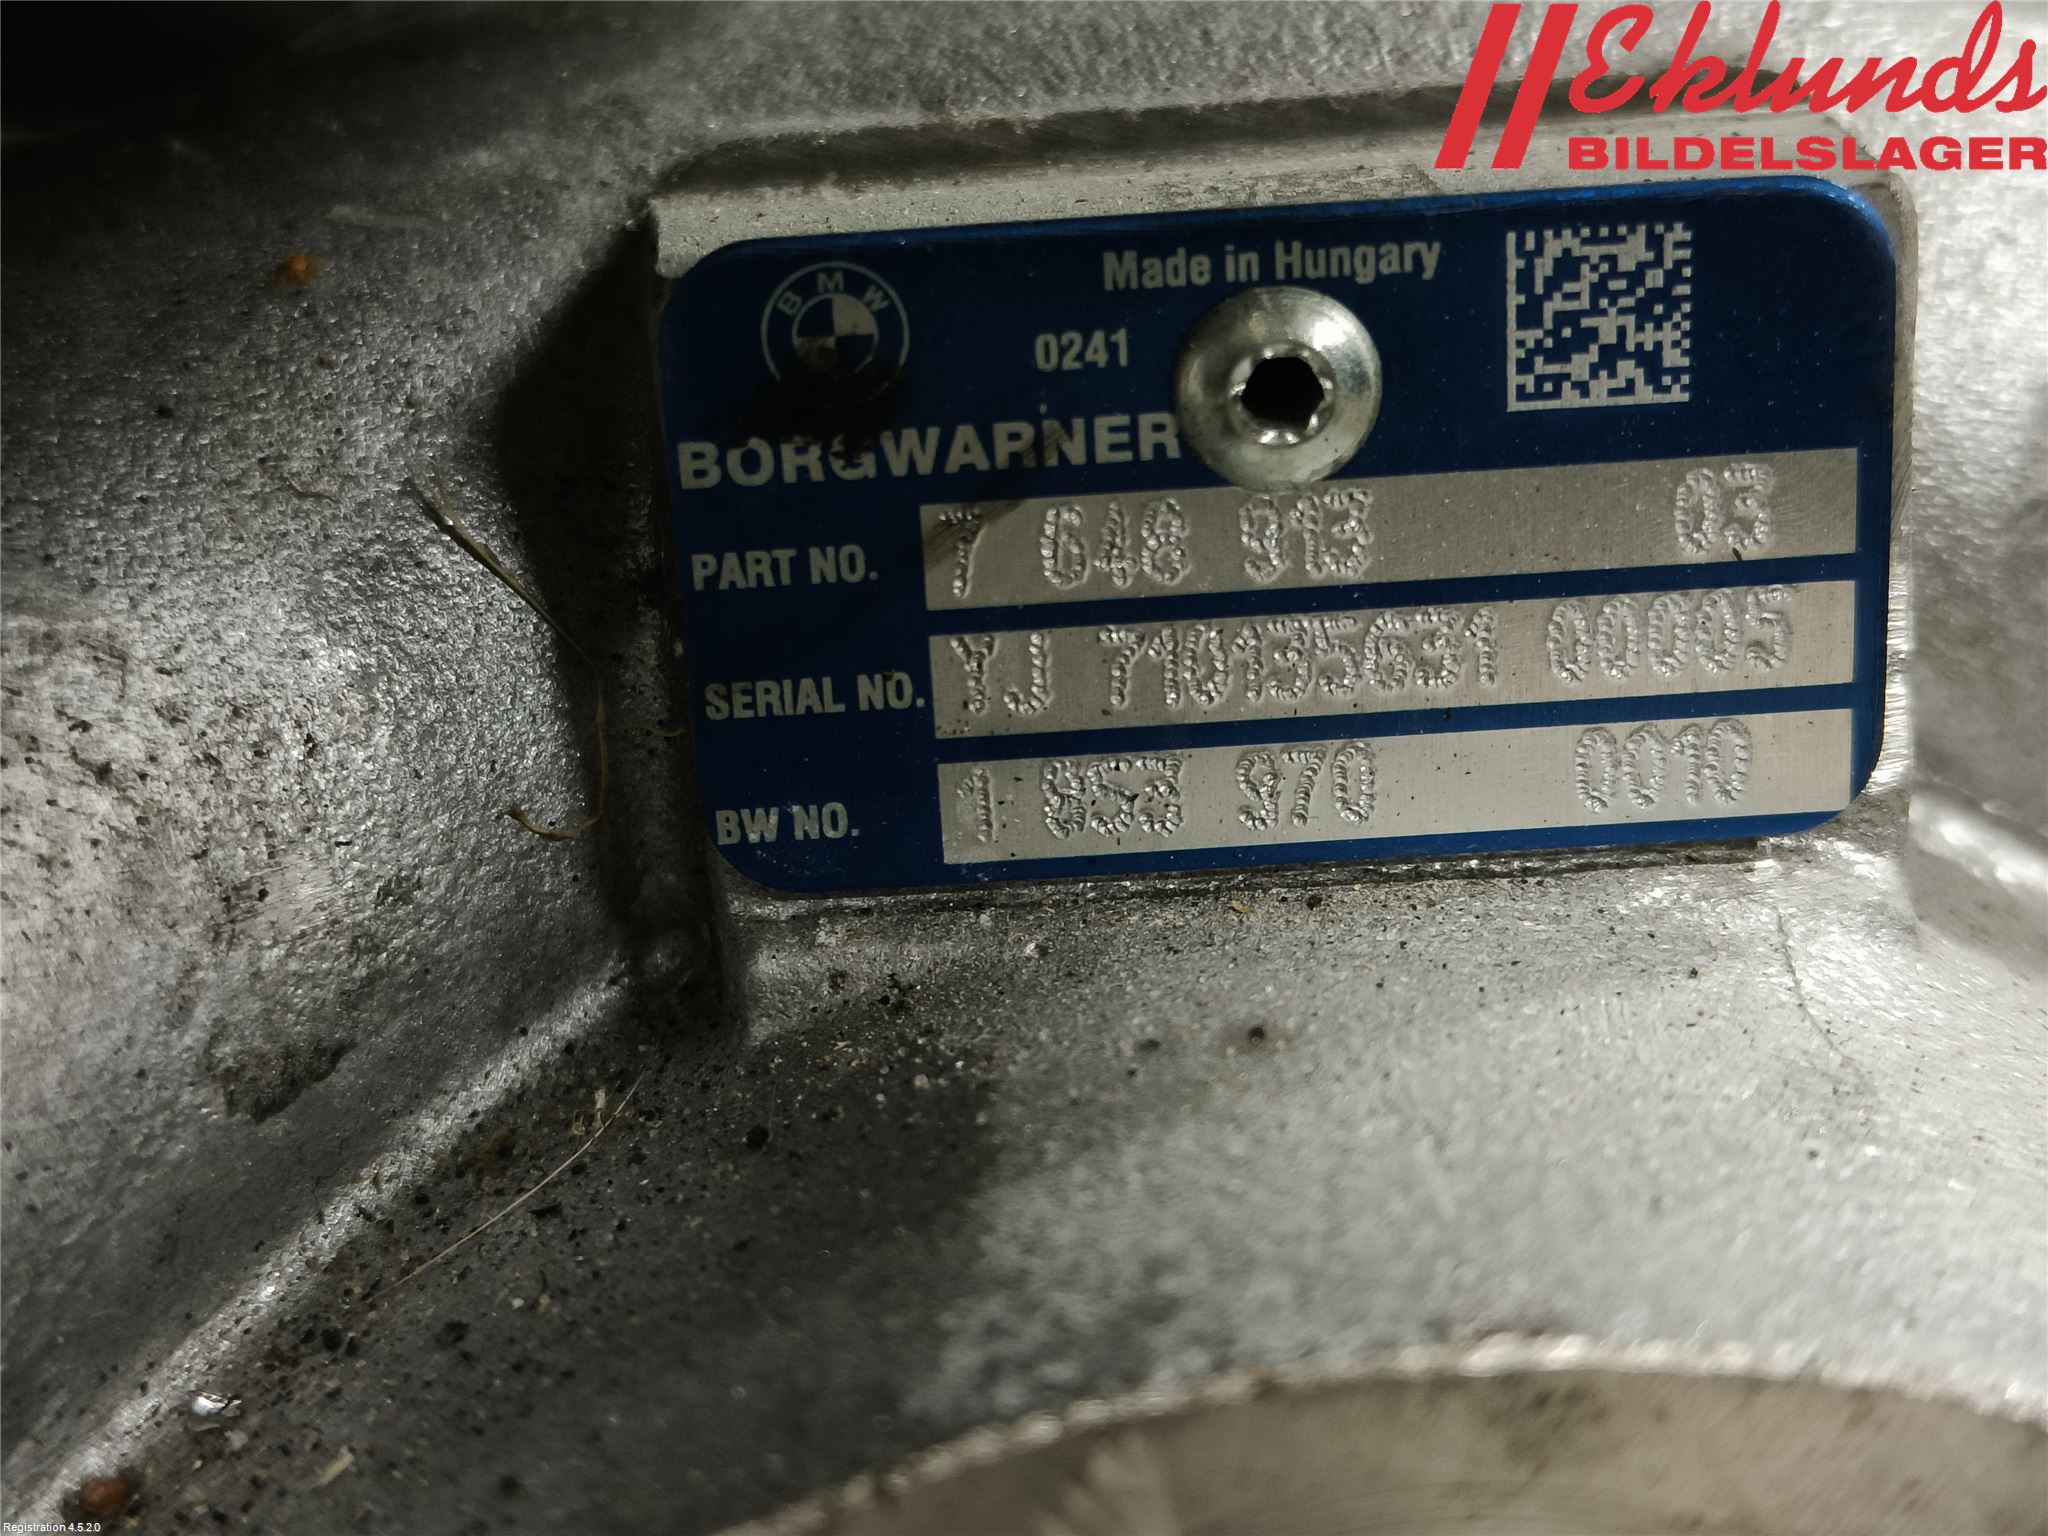 Eklunds
BILDELSLAGER
Made in Hungary
BMW
0241
BORGWARNER
PART NO. 7 648 913 03
SERIAL NO. YJ 710135631 00005
BW NO. 1 853 970 0010
Registration 4.5.2.0